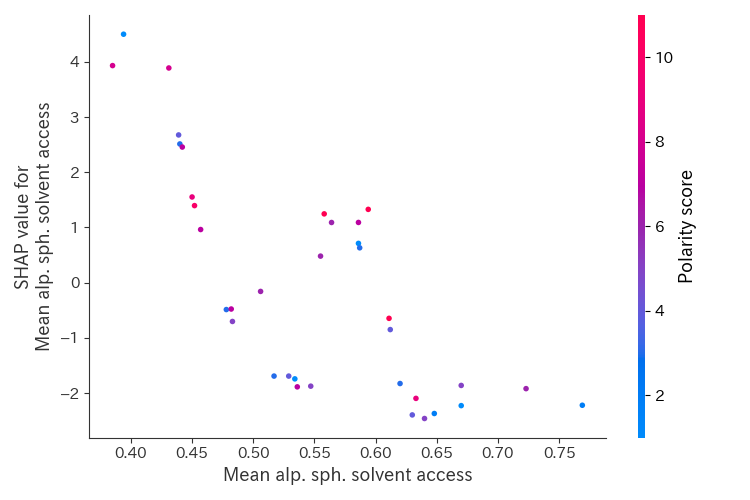 SHAP value for
Mean alp. sph. solvent access
4
3
2
1
0
−1
−2
0.40 0.45 0.50 0.55 0.60 0.65 0.70 0.75
Mean alp. sph. solvent access
10
8
6
4
2
Polarity score